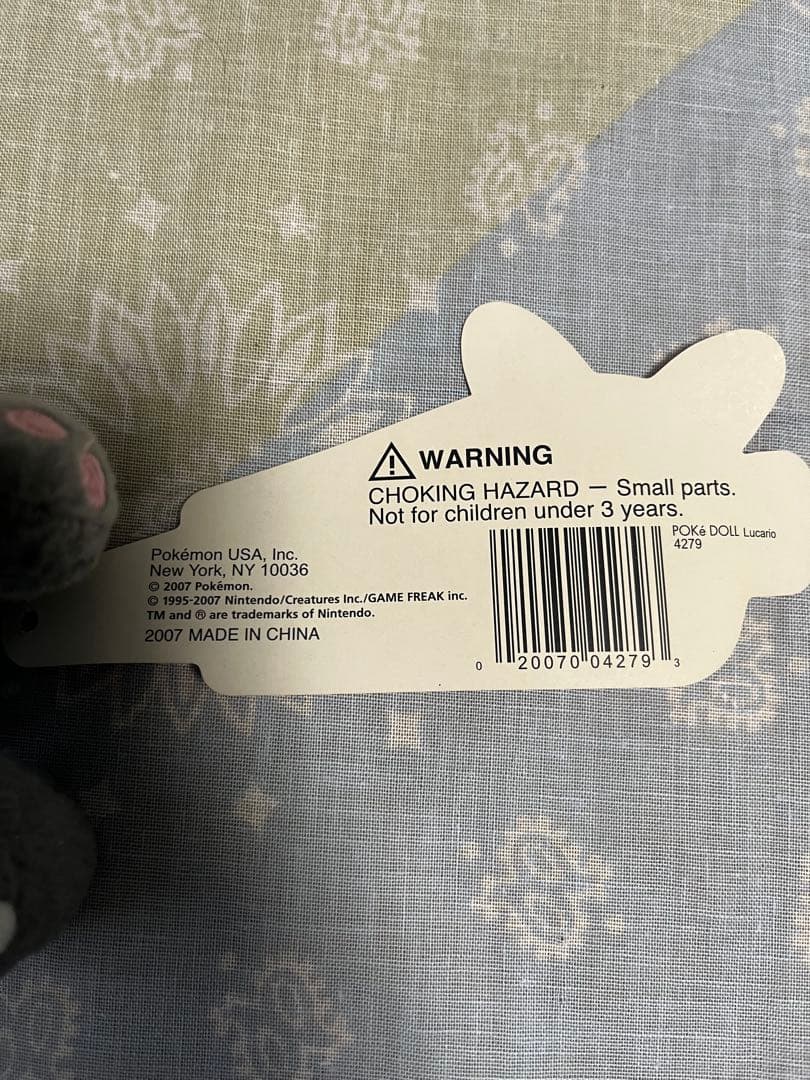 ⚠ WARNING
CHOKING HAZARD — Small parts.
Not for children under 3 years.
POKé DOLL Lucario
4279
Pokémon USA, Inc.
New York, NY 10036
© 2007 Pokémon.
© 1995-2007 Nintendo/Creatures Inc./GAME FREAK inc.
TM and ® are trademarks of Nintendo.
2007 MADE IN CHINA
0 20070 04279 3